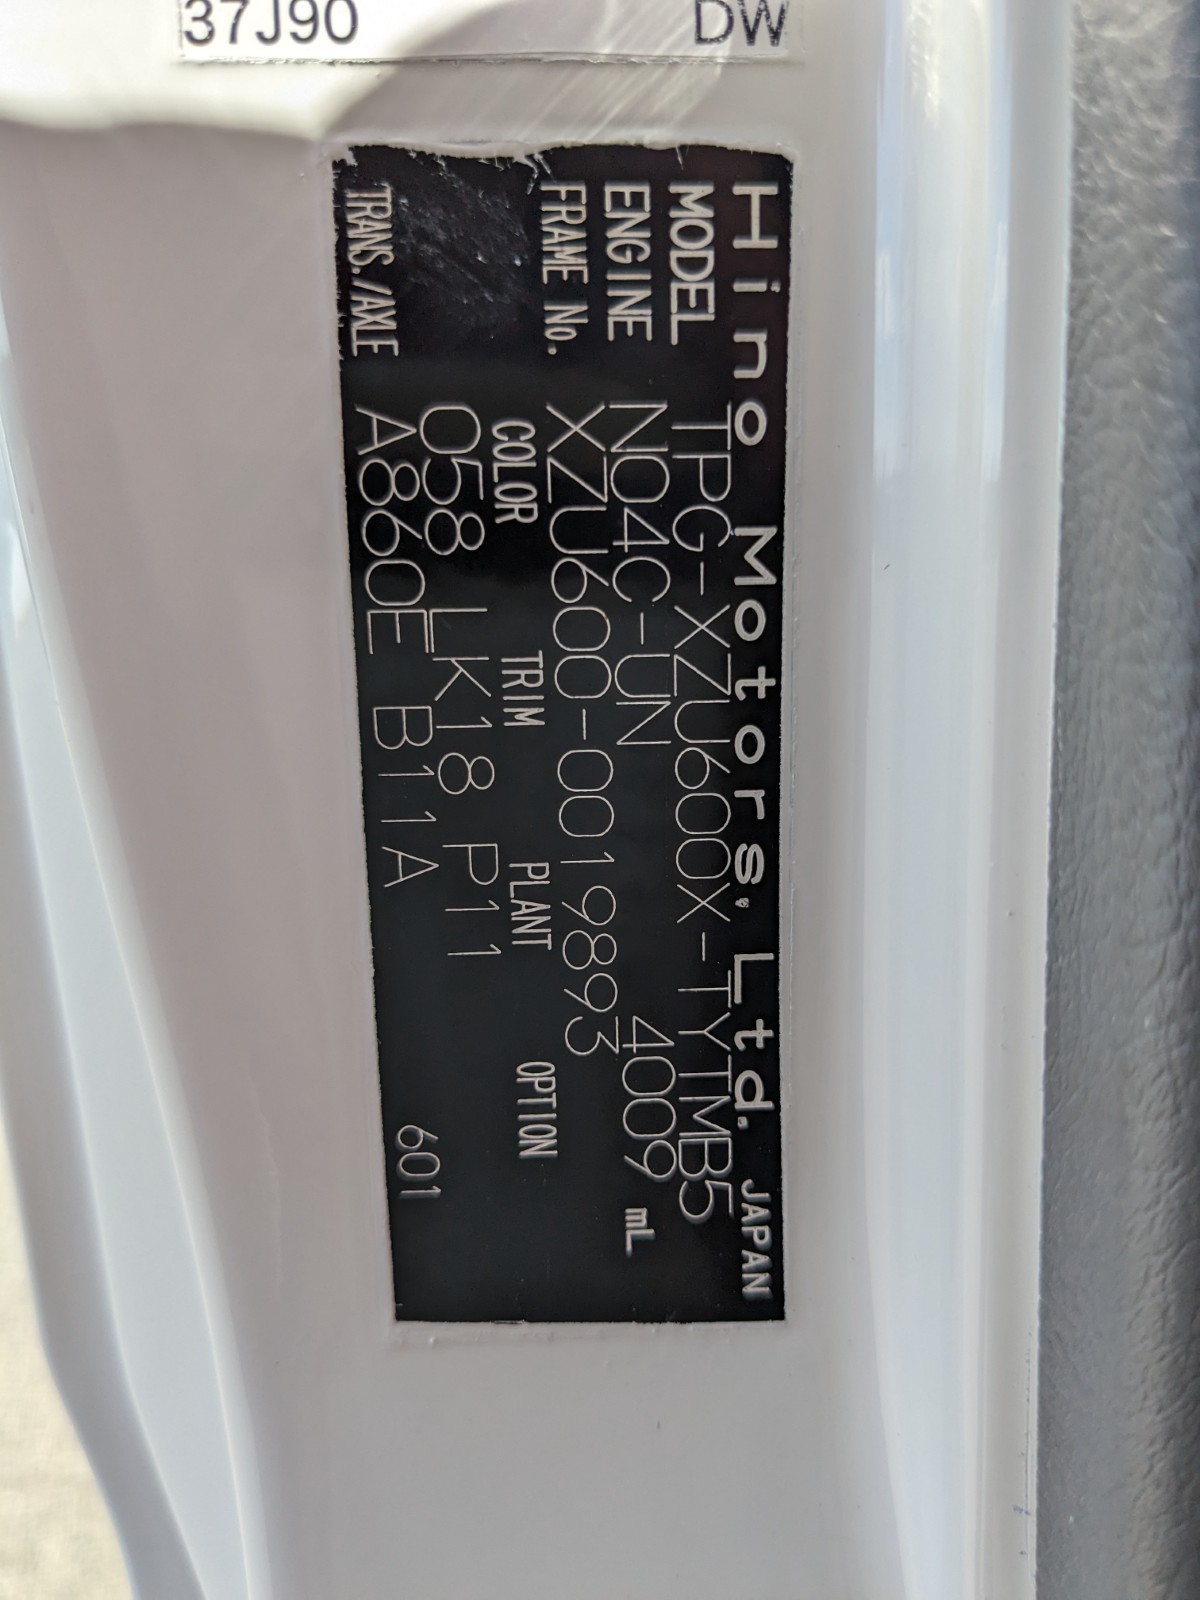 37J90 DW
Hino Motors, Ltd. JAPAN
MODEL TPG-XZU600X-TYTMB5
ENGINE N04C-UN 4009 mL
FRAME No. XZU600-0019893
COLOR TRIM PLANT OPTION
058 LK18 P11
TRANS./AXLE A860E B11A 601